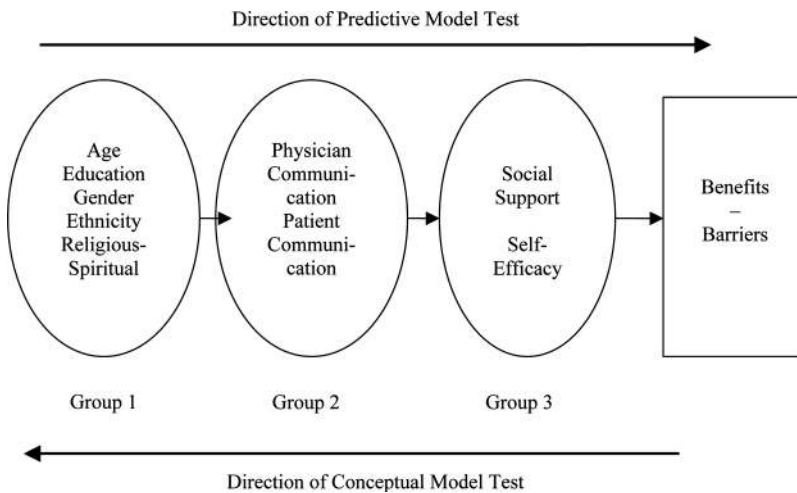 Direction of Predictive Model Test
Age
Education
Gender
Ethnicity
Religious-
Spiritual
Physician
Communi-
cation
Patient
Communi-
cation
Social
Support
Self-
Efficacy
Benefits
–
Barriers
Group 1
Group 2
Group 3
Direction of Conceptual Model Test